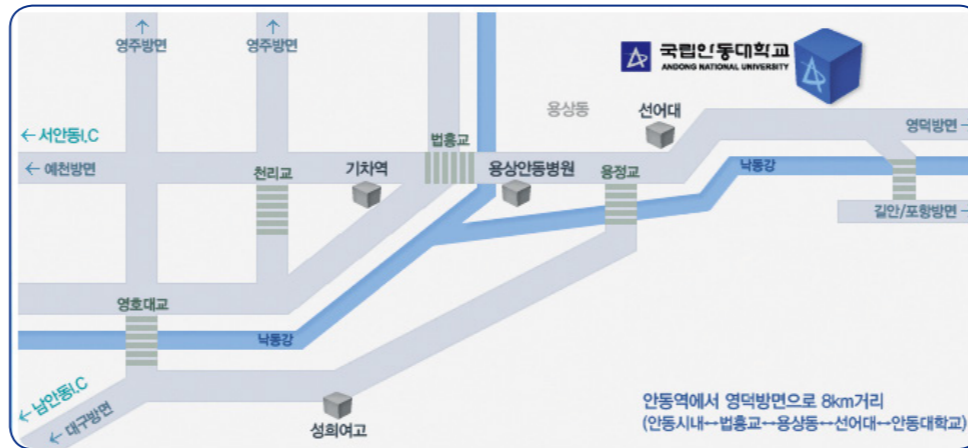 영주방면
영주방면
국립안동대학교
ANDONG NATIONAL UNIVERSITY
용상동
선어대
← 서안동I.C
영덕방면→
법흥교
← 예천방면
천리교
기차역
용상안동병원
용정교
낙동강
길안/포항방면→
영호대교
낙동강
← 남안동I.C
← 대구방면
성희여고
안동역에서 영덕방면으로 8km거리
(안동시내↔법흥교↔용상동↔선어대↔안동대학교)